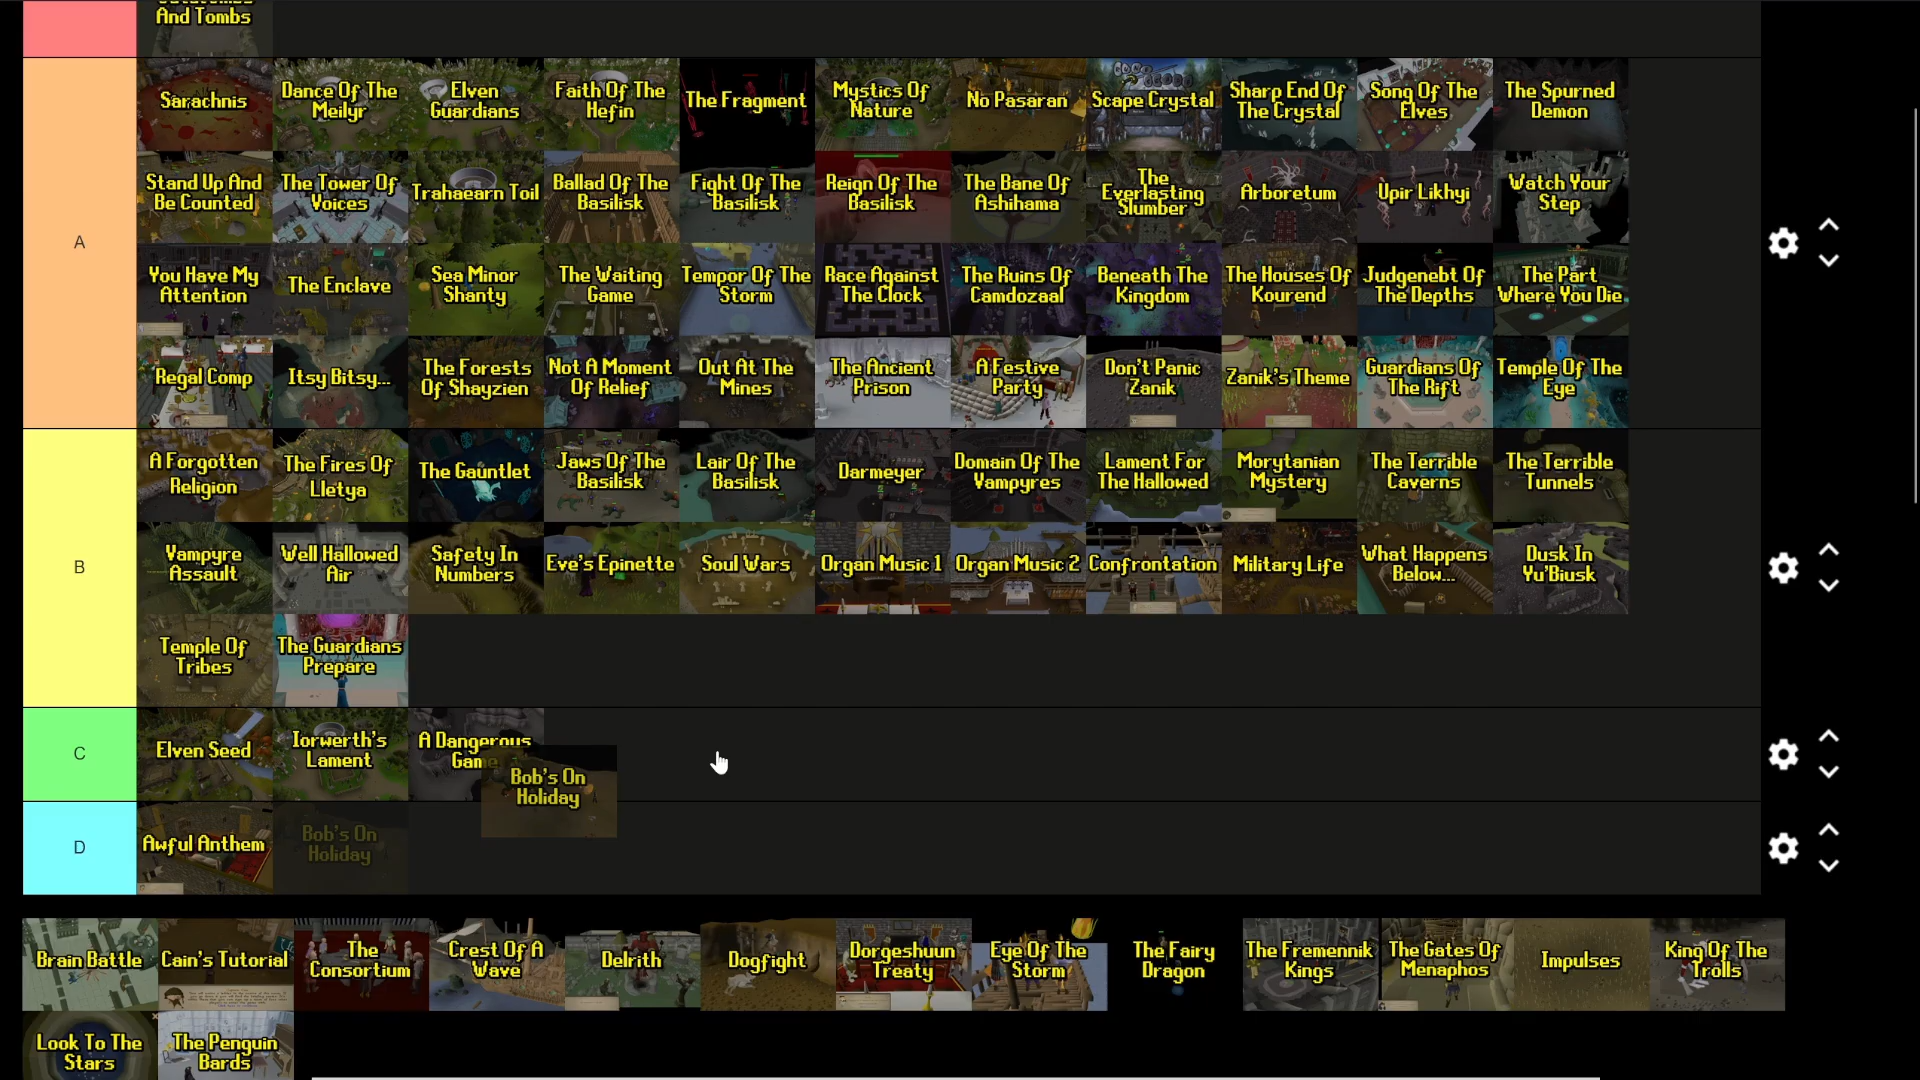 And Tombs
A
Sarachnis
Dance Of The
Meilyr
Elven
Guardians
Faith Of The
Hefin
The Fragment
Mystics Of
Nature
No Pasaran
Scape Crystal
Sharp End Of
The Crystal
Song Of The
Elves
The Spurned
Demon
Stand Up And
Be Counted
The Tower Of
Voices
Trahaearn Toil
Ballad Of The
Basilisk
Fight Of The
Basilisk
Reign Of The
Basilisk
The Bane Of
Ashihama
The
Everlasting
Slumber
Arboretum
Upir Likhyi
Watch Your
Step
You Have My
Attention
The Enclave
Sea Minor
Shanty
The Waiting
Game
Tempor Of The
Storm
Race Against
The Clock
The Ruins Of
Camdozaal
Beneath The
Kingdom
The Houses Of
Kourend
Judgenebt Of
The Depths
The Part
Where You Die
Regal Comp
Itsy Bitsy...
The Forests
Of Shayzien
Not A Moment
Of Relief
Out At The
Mines
The Ancient
Prison
A Festive
Party
Don't Panic
Zanik
Zanik's Theme
Guardians Of
The Rift
Temple Of The
Eye
B
A Forgotten
Religion
The Fires Of
Lletya
The Gauntlet
Jaws Of The
Basilisk
Lair Of The
Basilisk
Darmeyer
Domain Of The
Vampyres
Lament For
The Hallowed
Morytanian
Mystery
The Terrible
Caverns
The Terrible
Tunnels
Vampyre
Assault
Well Hallowed
Air
Safety In
Numbers
Eve's Epinette
Soul Wars
Organ Music 1
Organ Music 2
Confrontation
Military Life
What Happens
Below...
Dusk In
Yu'Biusk
Temple Of
Tribes
The Guardians
Prepare
C
Elven Seed
Iorwerth's
Lament
A Dangerous
Game
Bob's On
Holiday
D
Awful Anthem
Bob's On
Holiday
Brain Battle
Cain's Tutorial
The
Consortium
Crest Of A
Wave
Delrith
Dogfight
Dorgeshuun
Treaty
Eye Of The
Storm
The Fairy
Dragon
The Fremennik
Kings
The Gates Of
Menaphos
Impulses
King Of The
Trolls
Look To The
Stars
The Penguin
Bards